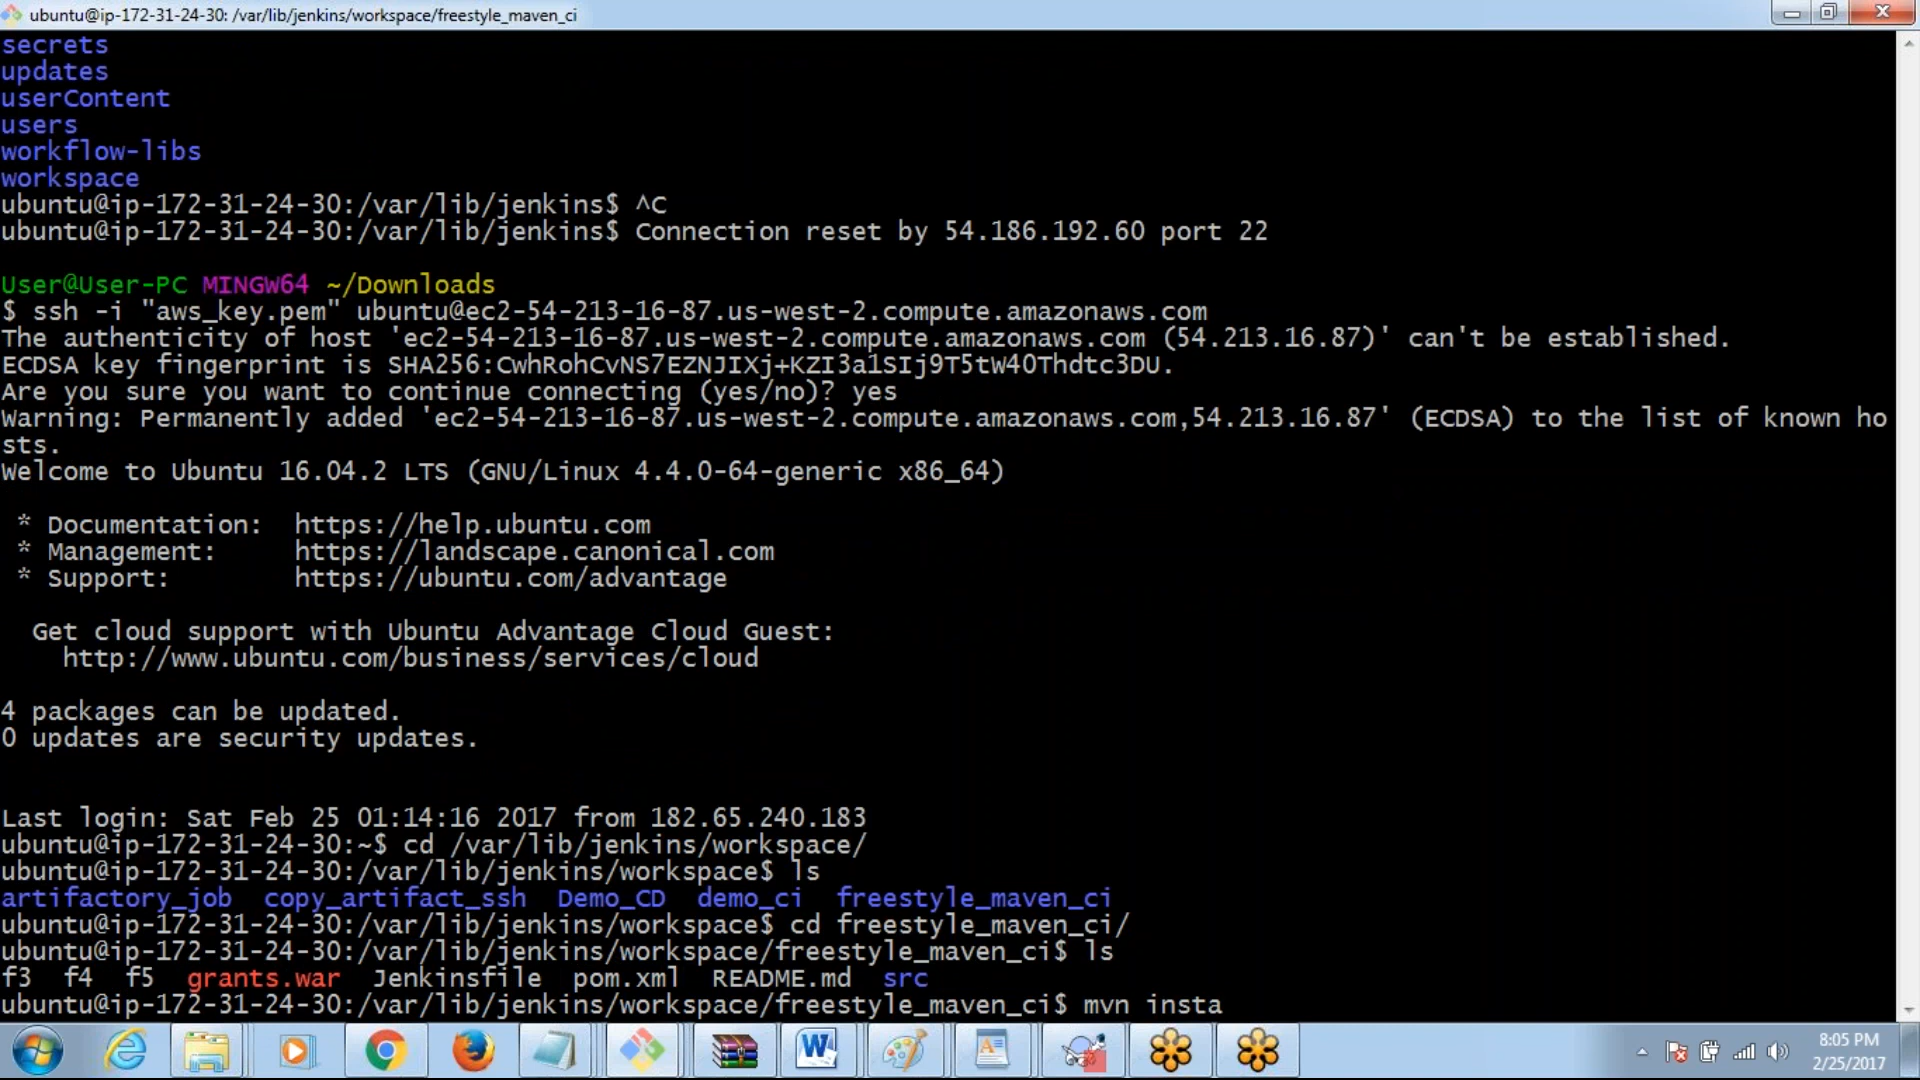 ubuntu@ip-172-31-24-30: /var/lib/jenkins/workspace/freestyle_maven_ci
secrets
updates
userContent
users
workflow-libs
workspace
ubuntu@ip-172-31-24-30:/var/lib/jenkins$ ^C
ubuntu@ip-172-31-24-30:/var/lib/jenkins$ Connection reset by 54.186.192.60 port 22
User@User-PC MINGW64 ~/Downloads
$ ssh -i "aws_key.pem" ubuntu@ec2-54-213-16-87.us-west-2.compute.amazonaws.com
The authenticity of host 'ec2-54-213-16-87.us-west-2.compute.amazonaws.com (54.213.16.87)' can't be established.
ECDSA key fingerprint is SHA256:CwhRohCvNS7EZNJIXj+KZI3a1SIj9T5tW4OThdtc3DU.
Are you sure you want to continue connecting (yes/no)? yes
Warning: Permanently added 'ec2-54-213-16-87.us-west-2.compute.amazonaws.com,54.213.16.87' (ECDSA) to the list of known ho
sts.
Welcome to Ubuntu 16.04.2 LTS (GNU/Linux 4.4.0-64-generic x86_64)
* Documentation:  https://help.ubuntu.com
* Management:     https://landscape.canonical.com
* Support:        https://ubuntu.com/advantage
Get cloud support with Ubuntu Advantage Cloud Guest:
http://www.ubuntu.com/business/services/cloud
4 packages can be updated.
0 updates are security updates.
Last login: Sat Feb 25 01:14:16 2017 from 182.65.240.183
ubuntu@ip-172-31-24-30:~$ cd /var/lib/jenkins/workspace/
ubuntu@ip-172-31-24-30:/var/lib/jenkins/workspace$ ls
artifactory_job  copy_artifact_ssh  Demo_CD  demo_ci  freestyle_maven_ci
ubuntu@ip-172-31-24-30:/var/lib/jenkins/workspace$ cd freestyle_maven_ci/
ubuntu@ip-172-31-24-30:/var/lib/jenkins/workspace/freestyle_maven_ci$ ls
f3  f4  f5  grants.war  Jenkinsfile  pom.xml  README.md  src
ubuntu@ip-172-31-24-30:/var/lib/jenkins/workspace/freestyle_maven_ci$ mvn insta
8:05 PM
2/25/2017